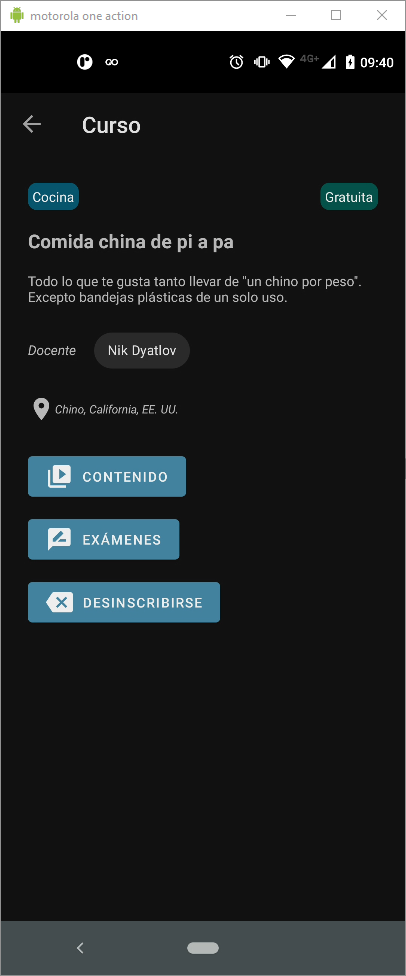 motorola one action
4G+ 09:40
Curso
Cocina
Gratuita
Comida china de pi a pa
Todo lo que te gusta tanto llevar de "un chino por peso".
Excepto bandejas plásticas de un solo uso.
Docente Nik Dyatlov
Chino, California, EE. UU.
CONTENIDO
EXÁMENES
DESINSCRIBIRSE